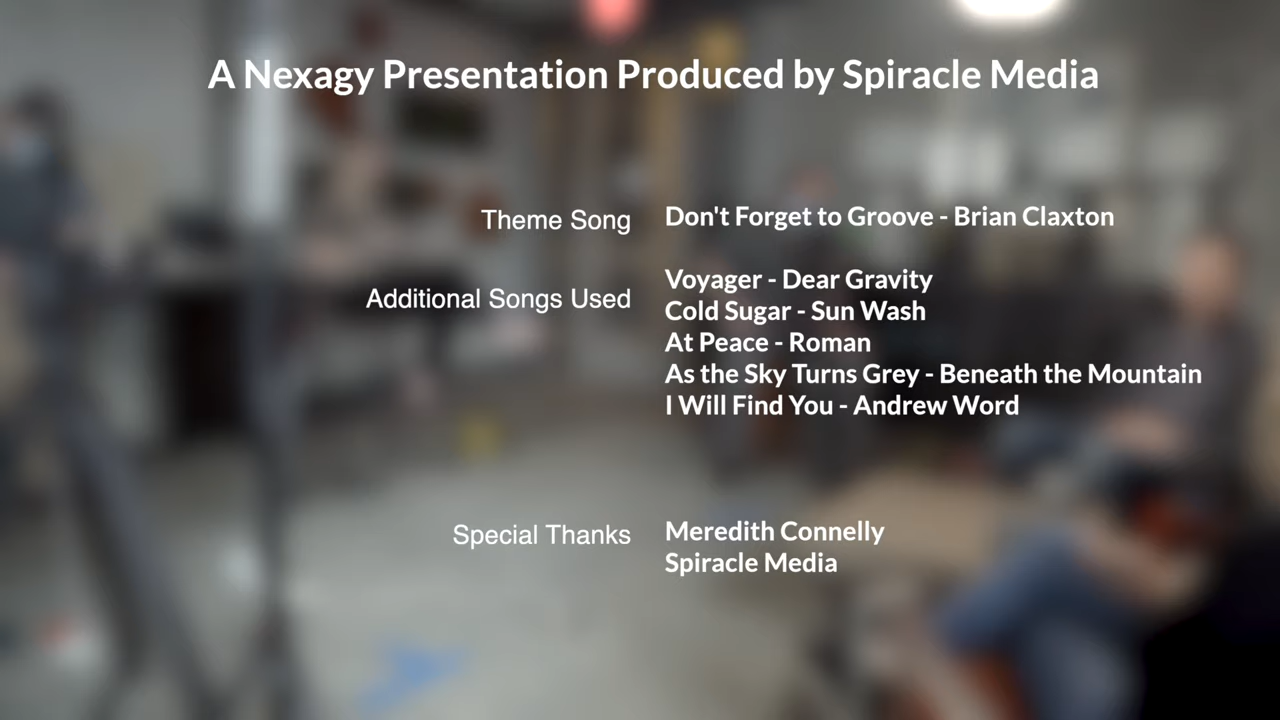 A Nexagy Presentation Produced by Spiracle Media
Theme Song Don't Forget to Groove - Brian Claxton
Additional Songs Used
Voyager - Dear Gravity
Cold Sugar - Sun Wash
At Peace - Roman
As the Sky Turns Grey - Beneath the Mountain
I Will Find You - Andrew Word
Special Thanks
Meredith Connelly
Spiracle Media